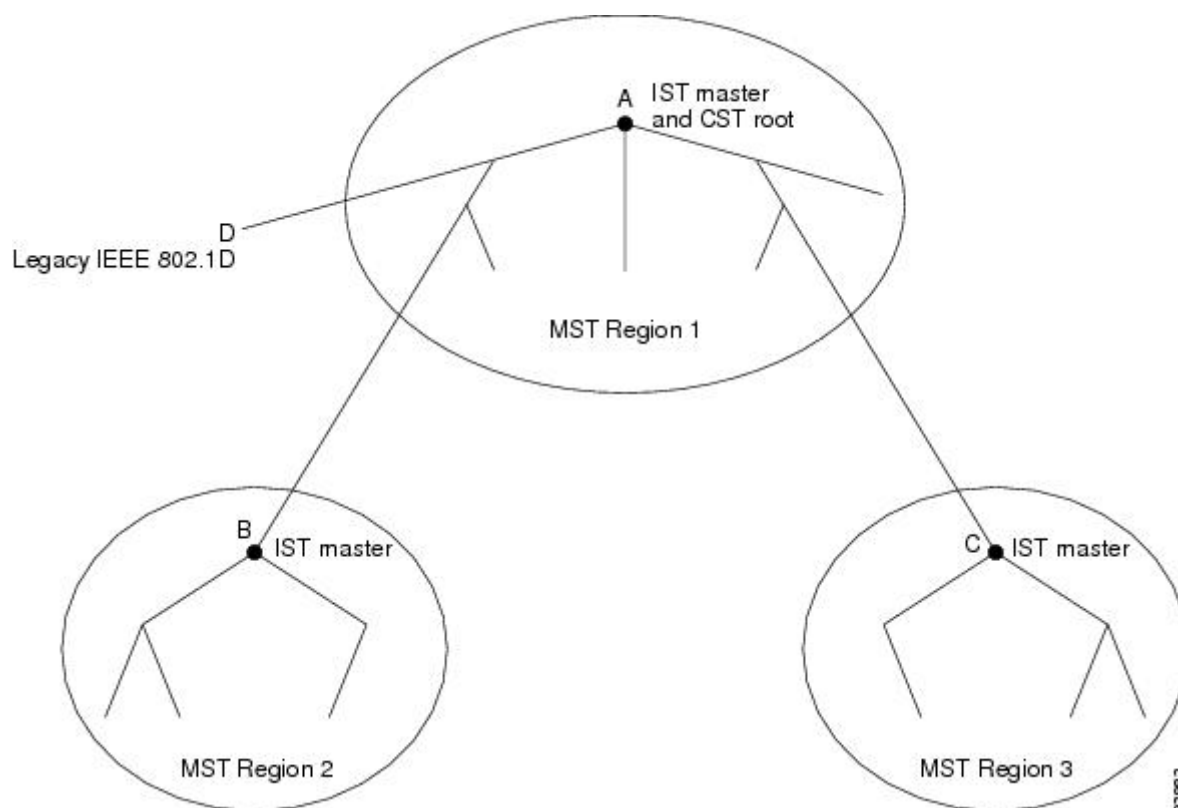 A
IST master
and CST root
D
Legacy IEEE 802.1D
MST Region 1
B
IST master
C
IST master
MST Region 2
MST Region 3